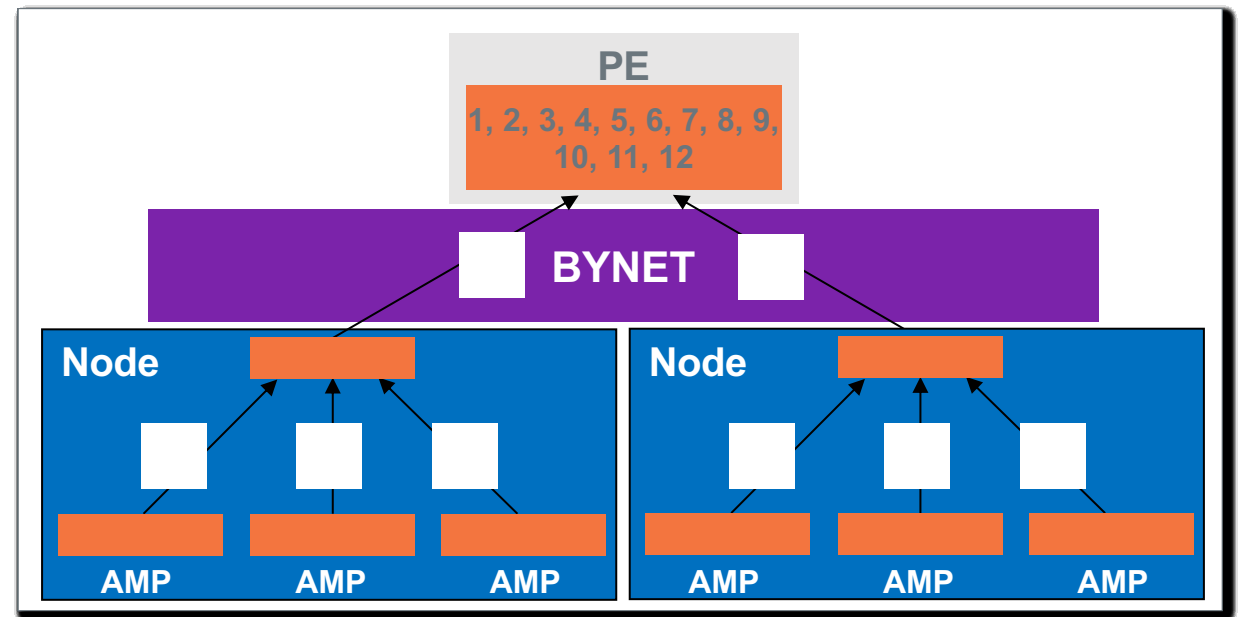 PE
1, 2, 3, 4, 5, 6, 7, 8, 9,
10, 11, 12
BYNET
Node
Node
AMP
AMP
AMP
AMP
AMP
AMP